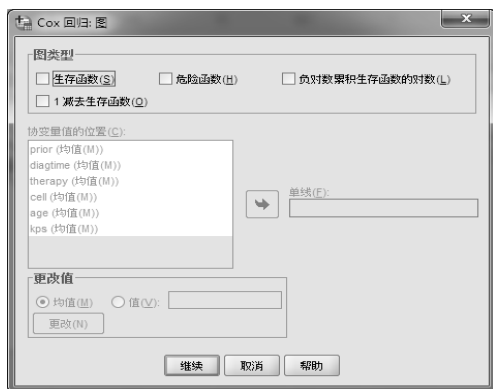 Cox 回归: 图
图类型
生存函数(S) 危险函数(H) 负对数累积生存函数的对数(L)
1 减去生存函数(O)
协变量值的位置(C):
prior (均值(M))
diagtime (均值(M))
therapy (均值(M))
cell (均值(M))
age (均值(M))
kps (均值(M))
单线(F):
更改值
均值(M) 值(V):
更改(N)
继续 取消 帮助